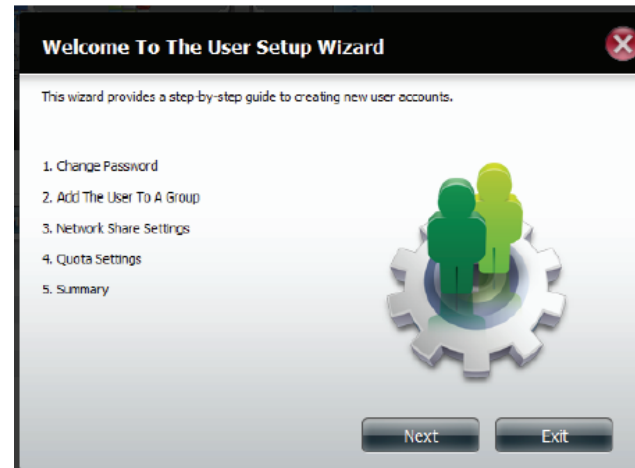 Welcome To The User Setup Wizard
This wizard provides a step-by-step guide to creating new user accounts.
1. Change Password
2. Add The User To A Group
3. Network Share Settings
4. Quota Settings
5. Summary
Next
Exit